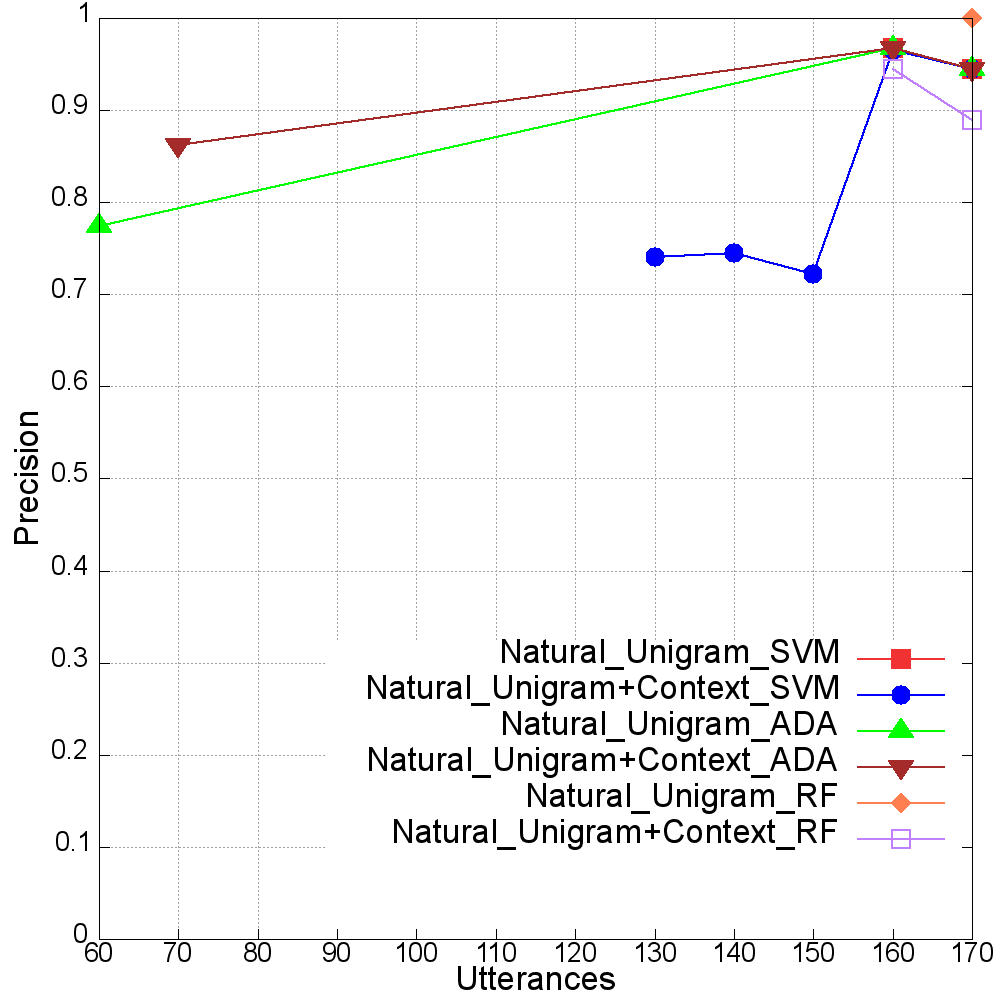 1
0.9
0.8
0.7
0.6
0.5
0.4
0.3
0.2
0.1
0
Precision
Natural_Unigram_SVM
Natural_Unigram+Context_SVM
Natural_Unigram_ADA
Natural_Unigram+Context_ADA
Natural_Unigram_RF
Natural_Unigram+Context_RF
60 70 80 90 100 110 120 130 140 150 160 170
Utterances